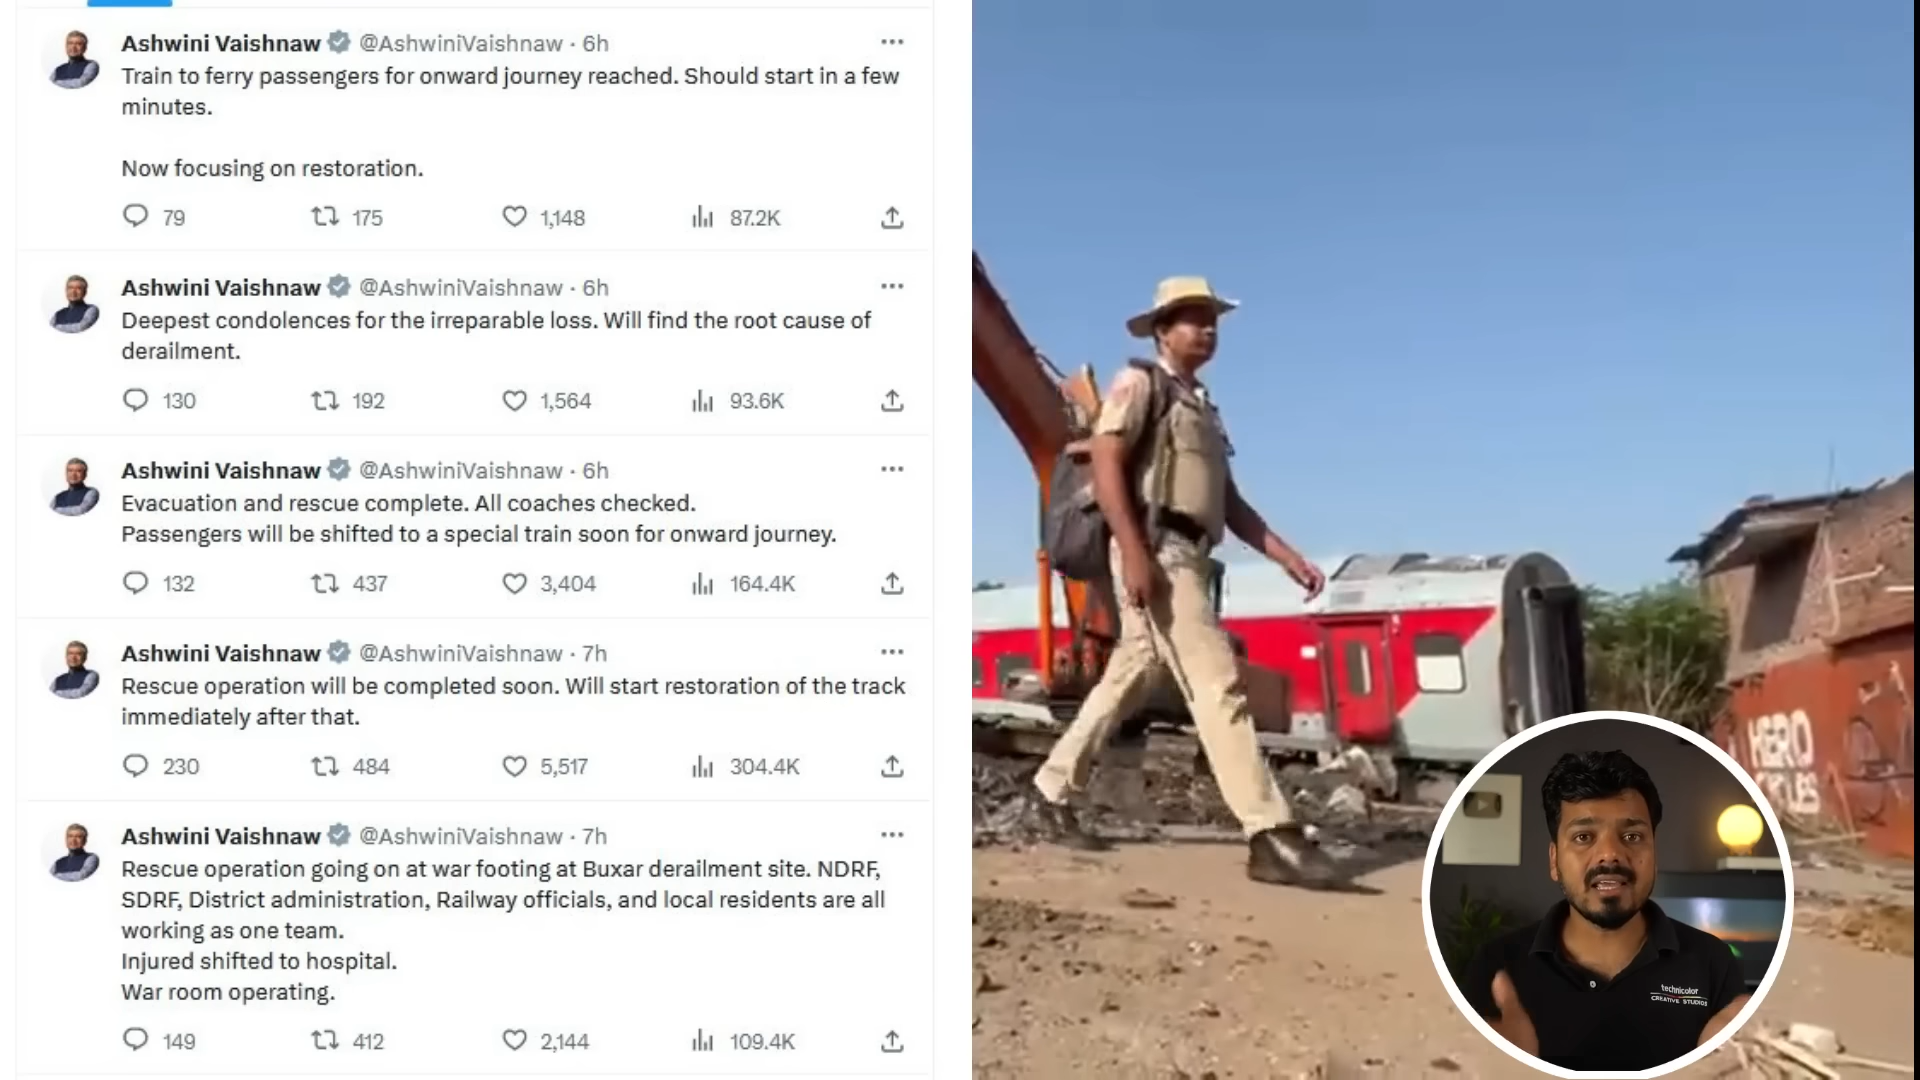 Ashwini Vaishnaw @AshwiniVaishnaw · 6h
Train to ferry passengers for onward journey reached. Should start in a few
minutes.
Now focusing on restoration.
79 175 1,148 87.2K
Ashwini Vaishnaw @AshwiniVaishnaw · 6h
Deepest condolences for the irreparable loss. Will find the root cause of
derailment.
130 192 1,564 93.6K
Ashwini Vaishnaw @AshwiniVaishnaw · 6h
Evacuation and rescue complete. All coaches checked.
Passengers will be shifted to a special train soon for onward journey.
132 437 3,404 164.4K
Ashwini Vaishnaw @AshwiniVaishnaw · 7h
Rescue operation will be completed soon. Will start restoration of the track
immediately after that.
230 484 5,517 304.4K
Ashwini Vaishnaw @AshwiniVaishnaw · 7h
Rescue operation going on at war footing at Buxar derailment site. NDRF,
SDRF, District administration, Railway officials, and local residents are all
working as one team.
Injured shifted to hospital.
War room operating.
149 412 2,144 109.4K
HERO
technicolor
CREATIVE STUDIOS